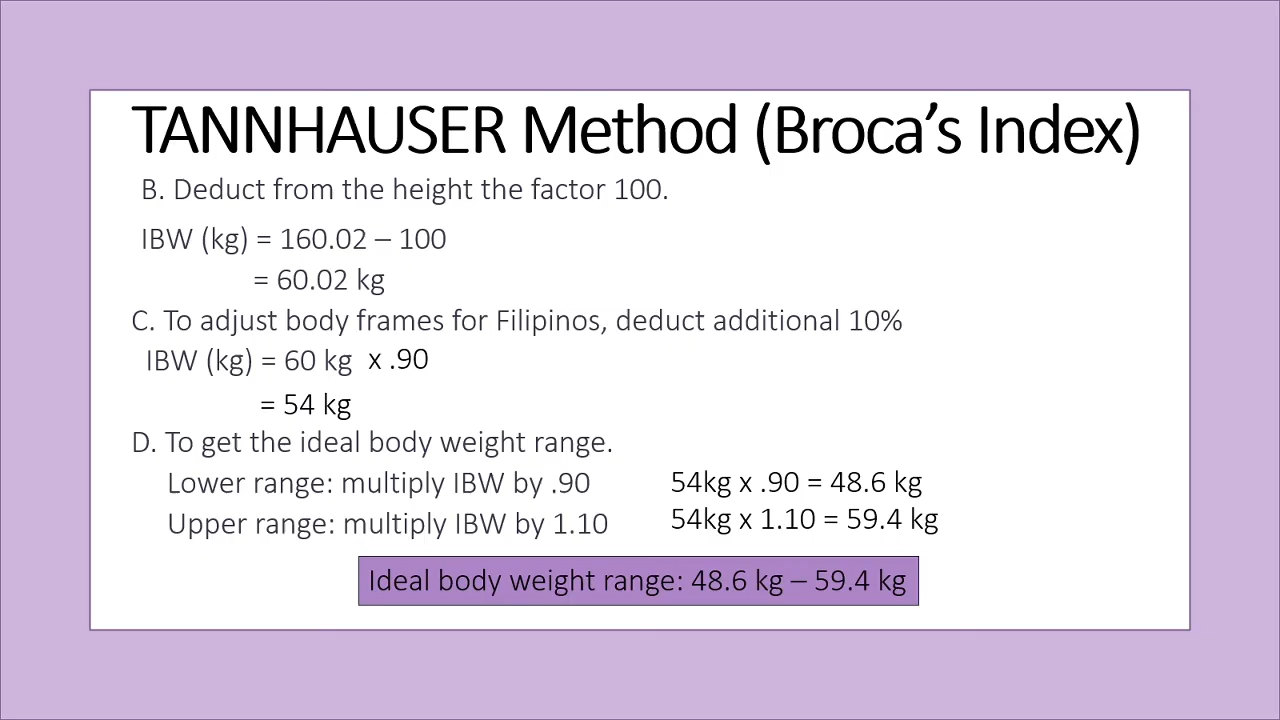 TANNHAUSER Method (Broca’s Index)
B. Deduct from the height the factor 100.
IBW (kg) = 160.02 – 100
= 60.02 kg
C. To adjust body frames for Filipinos, deduct additional 10%
IBW (kg) = 60 kg x .90
= 54 kg
D. To get the ideal body weight range.
Lower range: multiply IBW by .90 54kg x .90 = 48.6 kg
Upper range: multiply IBW by 1.10 54kg x 1.10 = 59.4 kg
Ideal body weight range: 48.6 kg – 59.4 kg